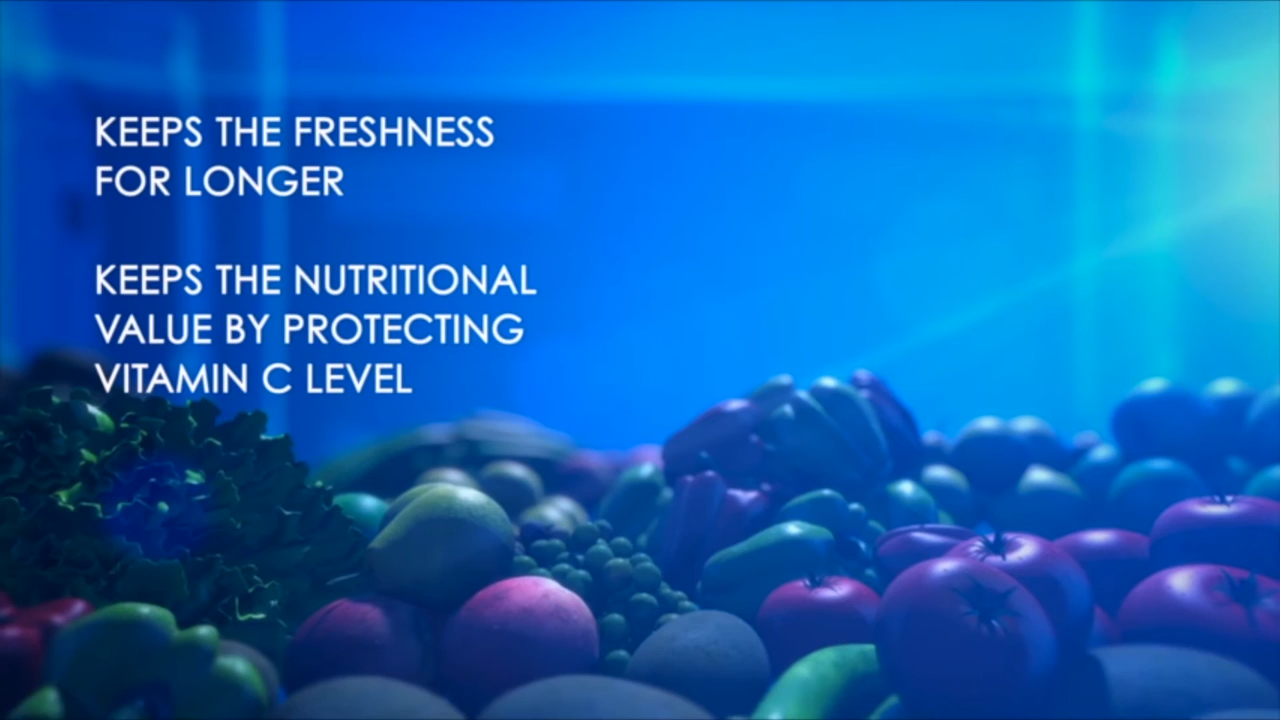 KEEPS THE FRESHNESS
FOR LONGER
KEEPS THE NUTRITIONAL
VALUE BY PROTECTING
VITAMIN C LEVEL